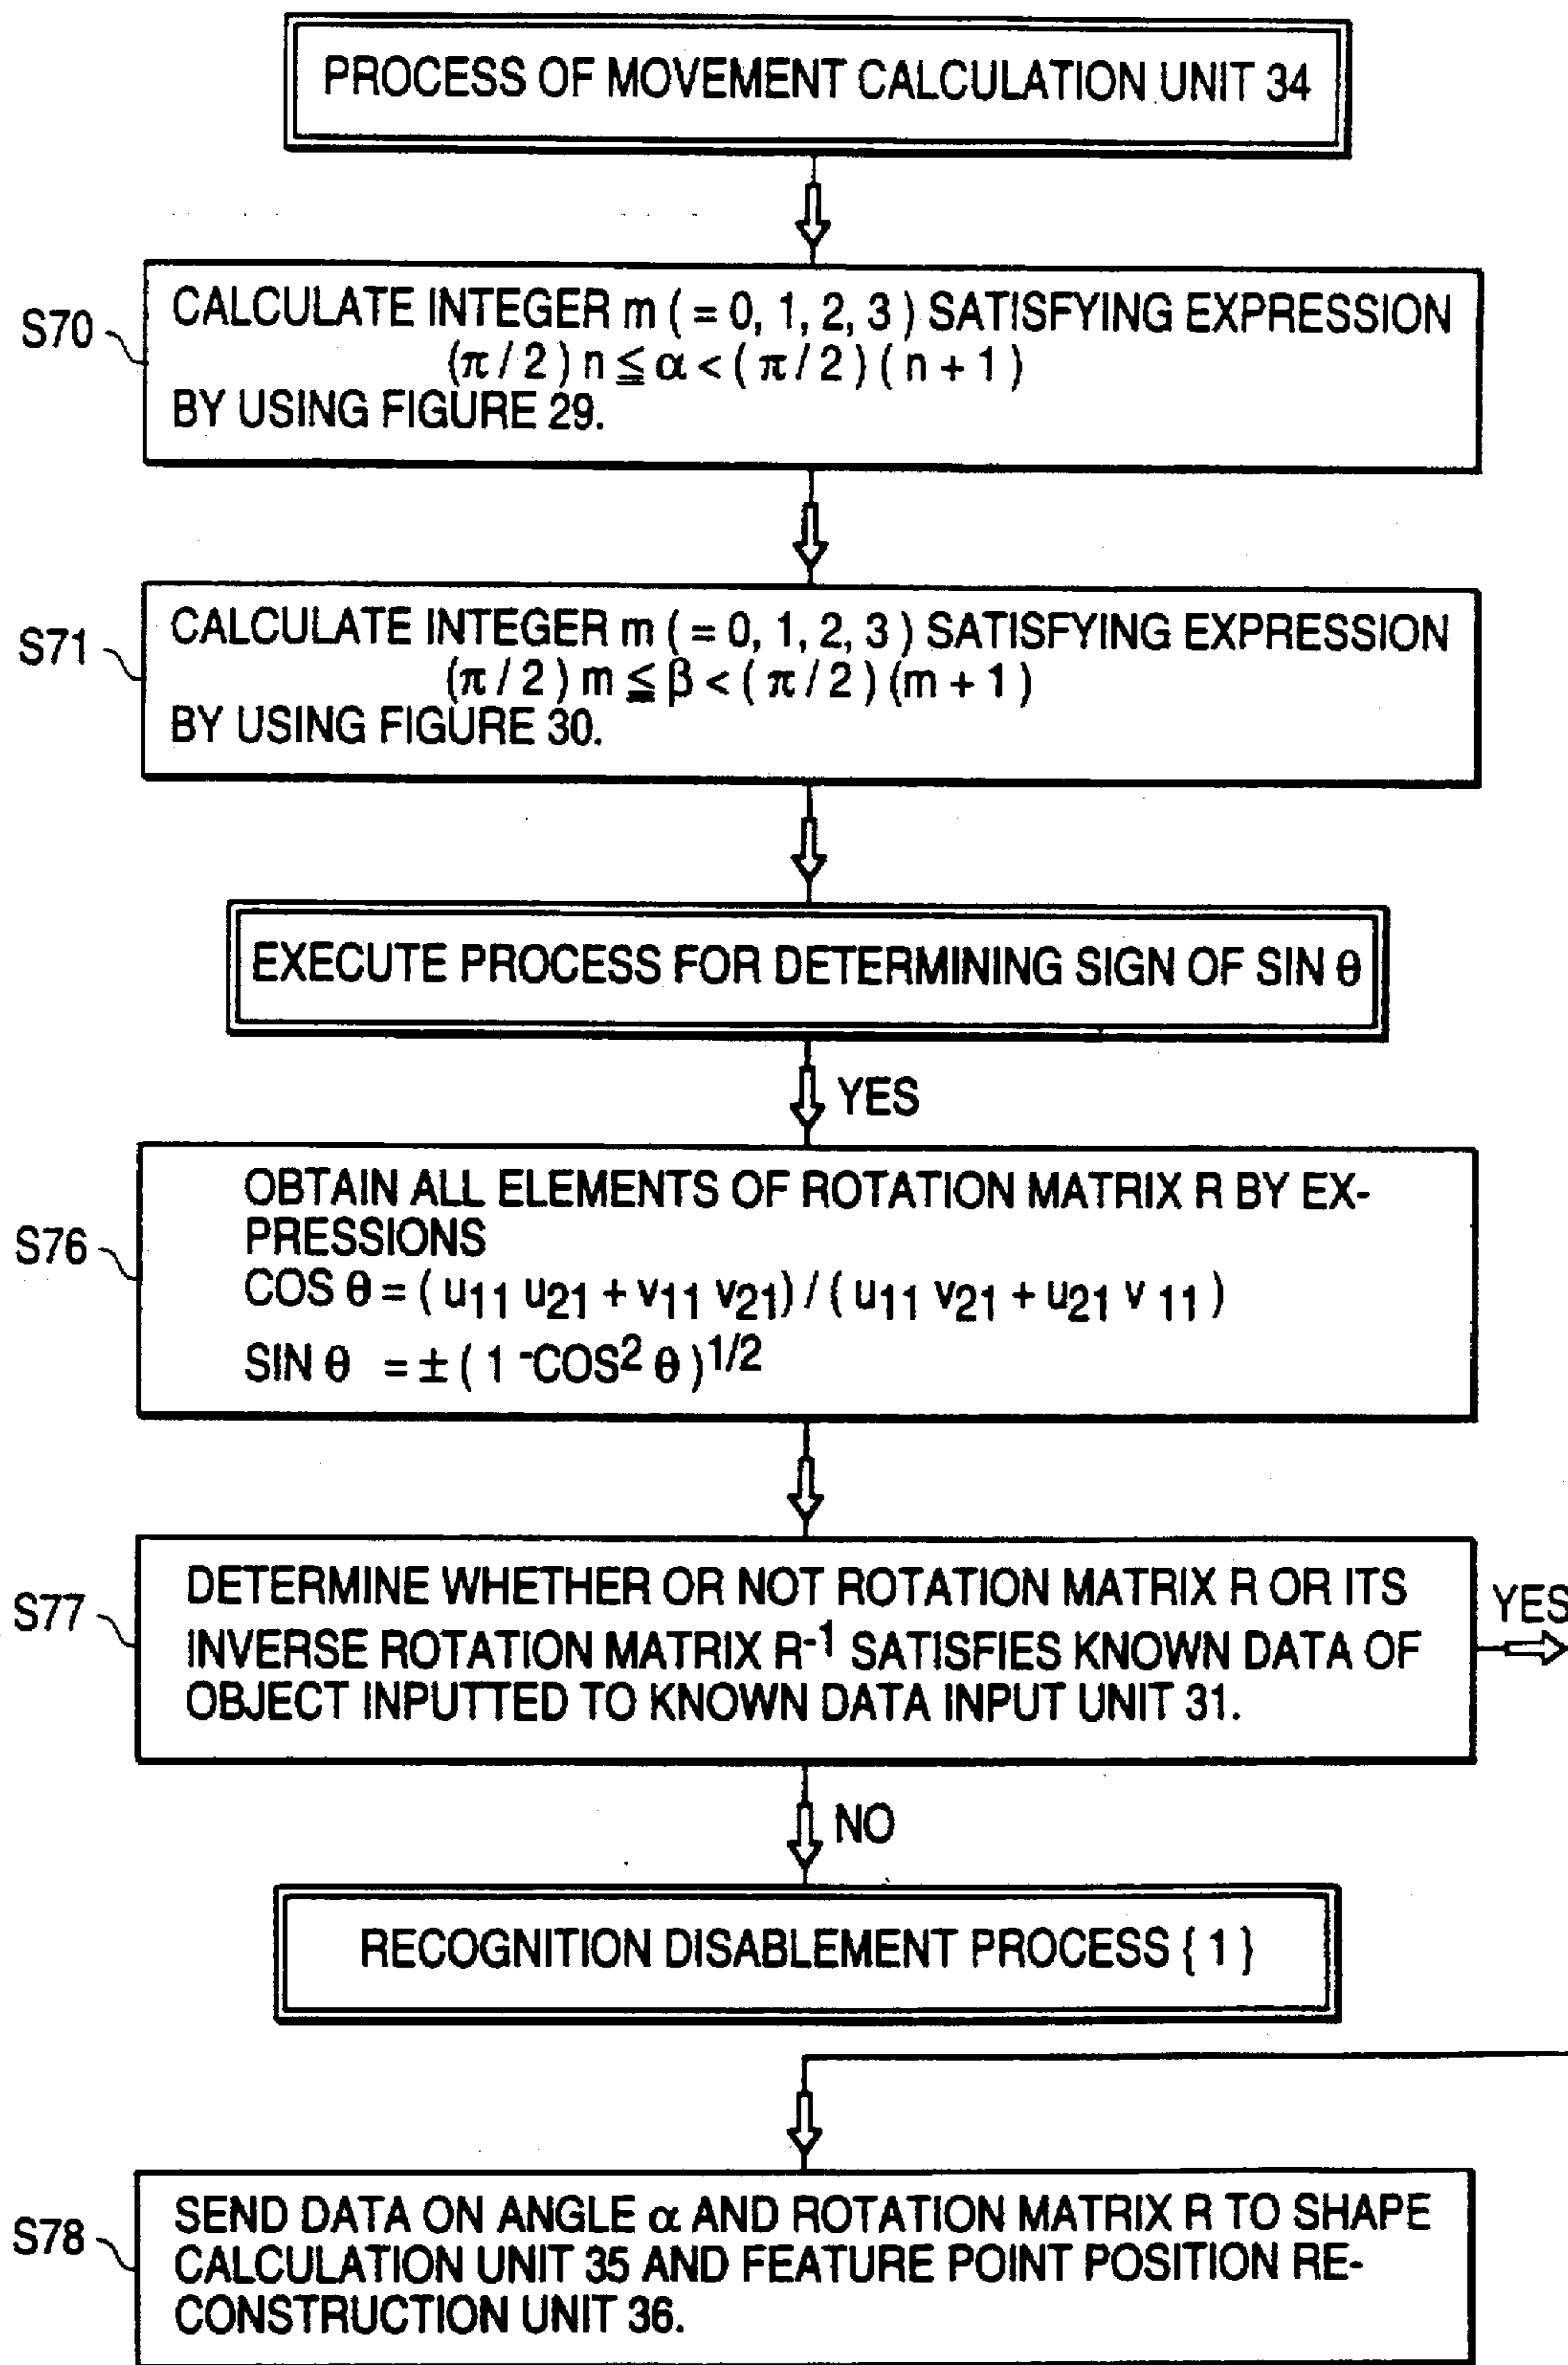 PROCESS OF MOVEMENT CALCULATION UNIT 34
S70
CALCULATE INTEGER m ( = 0, 1, 2, 3 ) SATISFYING EXPRESSION
(π / 2 ) n ≦ α < ( π / 2 ) ( n + 1 )
BY USING FIGURE 29.
S71
CALCULATE INTEGER m ( = 0, 1, 2, 3 ) SATISFYING EXPRESSION
(π / 2 ) m ≦ β < ( π / 2 ) (m + 1 )
BY USING FIGURE 30.
EXECUTE PROCESS FOR DETERMINING SIGN OF SIN θ
YES
S76
OBTAIN ALL ELEMENTS OF ROTATION MATRIX R BY EX-
PRESSIONS
COS θ = ( u11 u21 + v11 v21) / ( u11 v21 + u21 v 11 )
SIN θ = ± ( 1 -COS² θ )1/2
S77
DETERMINE WHETHER OR NOT ROTATION MATRIX R OR ITS
INVERSE ROTATION MATRIX R-1 SATISFIES KNOWN DATA OF
OBJECT INPUTTED TO KNOWN DATA INPUT UNIT 31.
YES
NO
RECOGNITION DISABLEMENT PROCESS { 1 }
S78
SEND DATA ON ANGLE α AND ROTATION MATRIX R TO SHAPE
CALCULATION UNIT 35 AND FEATURE POINT POSITION RE-
CONSTRUCTION UNIT 36.